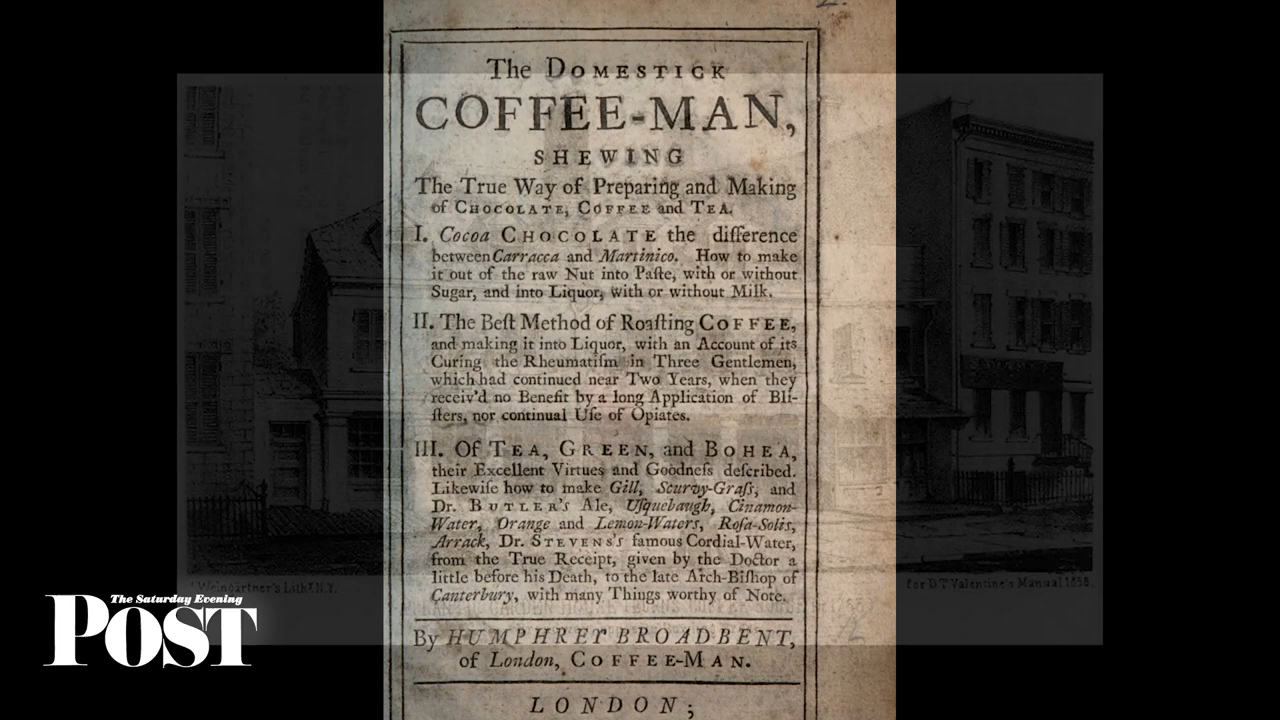 The DOMESTICK
COFFEE-MAN,
SHEWING
The True Way of Preparing and Making
of CHOCOLATE, COFFEE and TEA.
I. Cocoa CHOCOLATE the difference
between Carracca and Martinico. How to make
it out of the raw Nut into Paſte, with or without
Sugar, and into Liquor, with or without Milk.
II. The Beſt Method of Roaſting COFFEE,
and making it into Liquor, with an Account of its
Curing the Rheumatiſm in Three Gentlemen,
which had continued near Two Years, when they
receiv'd no Benefit by a long Application of Bli-
ſters, nor continual Uſe of Opiates.
III. Of TEA, GREEN, and BOHEA,
their Excellent Virtues and Goodneſs deſcribed.
Likewiſe how to make Gill, Scurvy-Graſs, and
Dr. BUTLER'S Ale, Uſquebaugh, Cinamon-
Water, Orange and Lemon-Waters, Roſa-Solis,
Arrack, Dr. STEVENS'S famous Cordial-Water,
from the True Receipt, given by the Doctor a
little before his Death, to the late Arch-Biſhop of
Canterbury, with many Things worthy of Note.
By HUMPHREY BROADBENT,
of London, COFFEE-MAN.
LONDON;
Weingartner's Lith. N.Y.
for D.T. Valentine's Manual 1858.
The Saturday Evening
POST